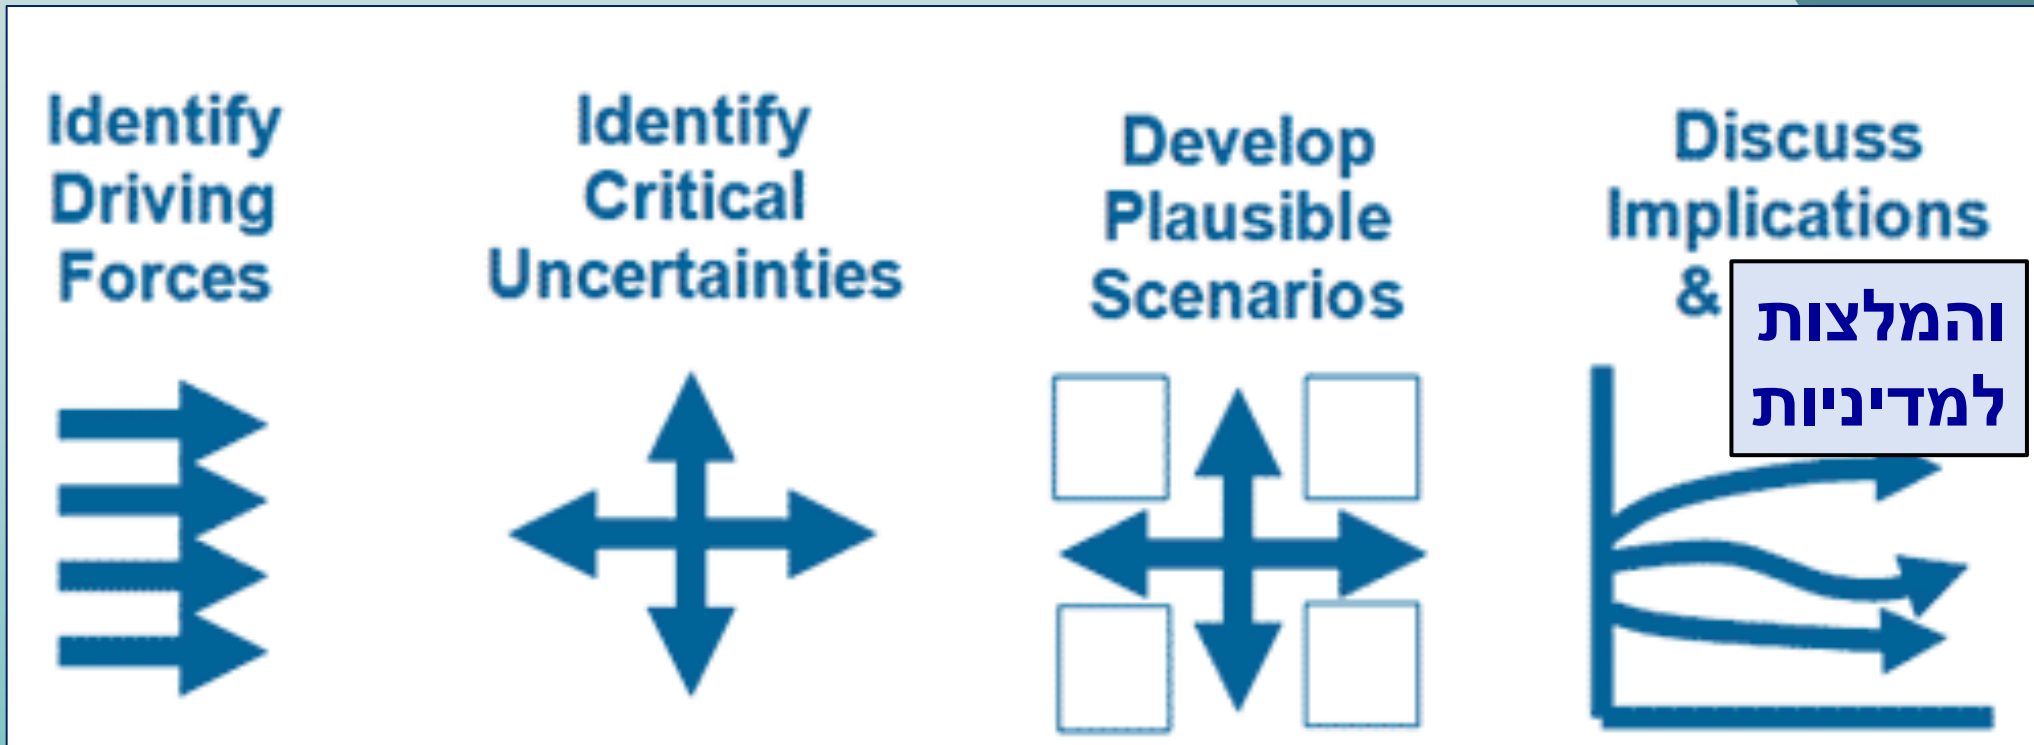 Identify
Driving
Forces
Identify
Critical
Uncertainties
Develop
Plausible
Scenarios
Discuss
Implications
&
והמלצות
למדיניות